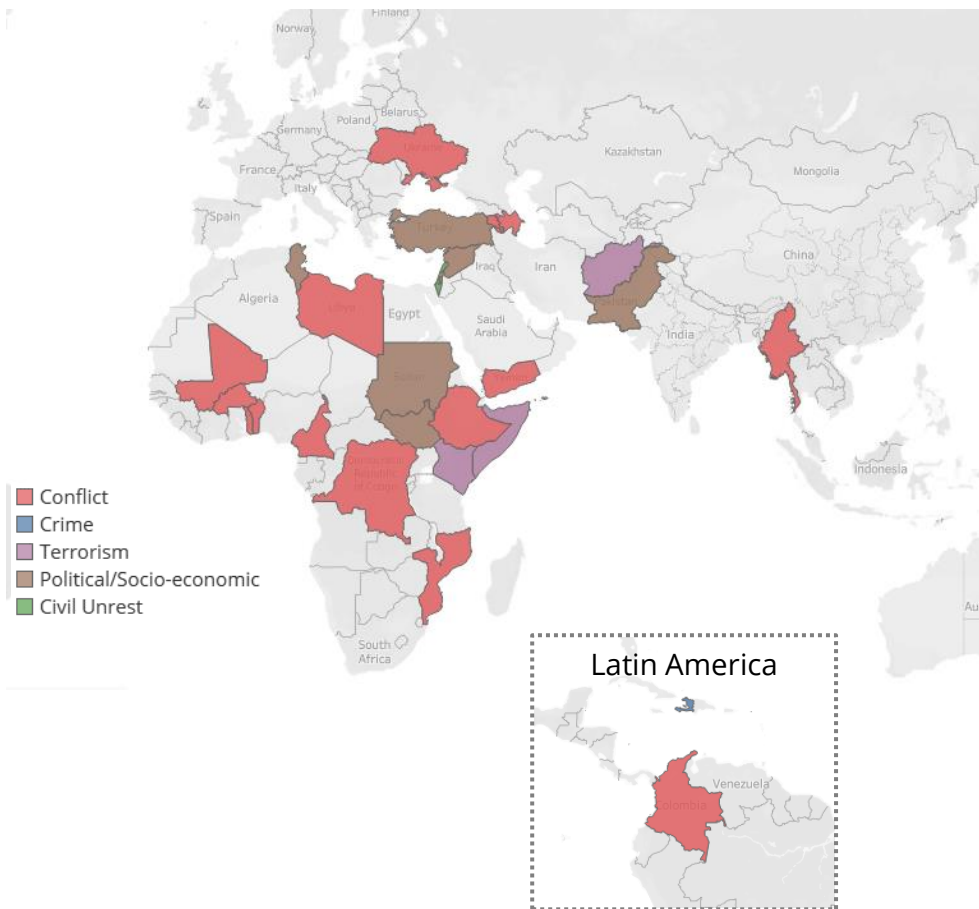 Finland
Norway
Belarus
Poland
Germany
Ukraine
France
Kazakhstan
Mongolia
Italy
Spain
Turkey
China
Iraq
Iran
Algeria
Libya
Egypt
Pakistan
Saudi
Arabia
India
Sudan
Yemen
Democratic
Republic
Indonesia
Conflict
Crime
Terrorism
Political/Socio-economic
Civil Unrest
Au
South
Africa
Latin America
Venezuela
Colombia